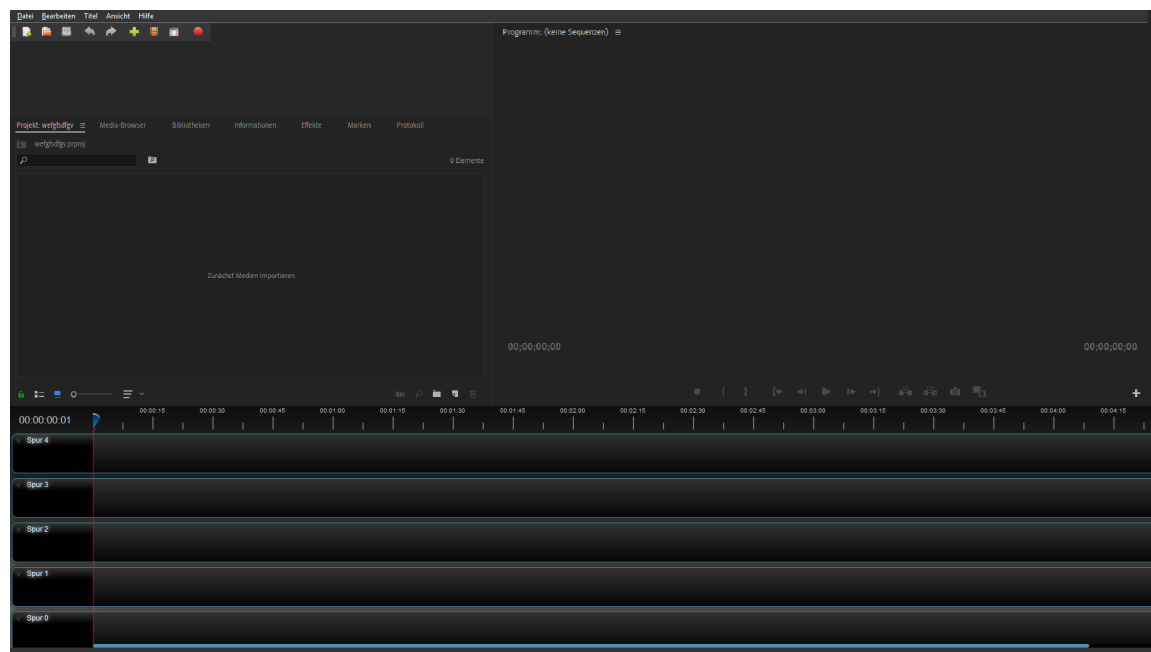 Datei Bearbeiten Titel Ansicht Hilfe
Programm: (keine Sequenzen)
Projekt: wefgfsdfgv Media-Browser Bibliotheken Informationen Effekte Marken Protokoll
wefgfsdfgv.prproj
0 Elemente
Zunächst Medien importieren
00;00;00;00 00;00;00;00
00:00:00:01 00:00:15 00:00:30 00:00:45 00:01:00 00:01:15 00:01:30 00:01:45 00:02:00 00:02:15 00:02:30 00:02:45 00:03:00 00:03:15 00:03:30 00:03:45 00:04:00 00:04:15
Spur 4
Spur 3
Spur 2
Spur 1
Spur 0